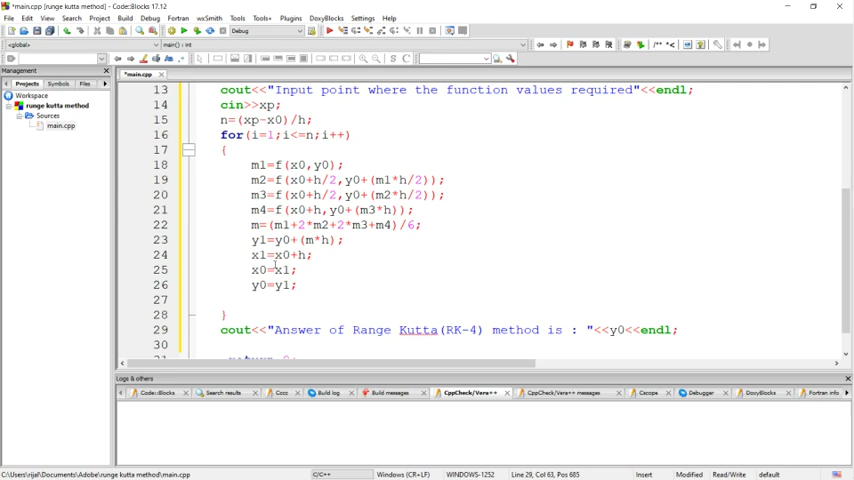 *main.cpp [runge kutta method] - Code::Blocks 17.12
File Edit View Search Project Build Debug Fortran wxSmith Tools Tools+ Plugins DoxyBlocks Settings Help
Debug
<global> main() : int
Management
Projects Symbols Files
Workspace
runge kutta method
Sources
main.cpp
*main.cpp
13 cout<<"Input point where the function values required"<<endl;
14 cin>>xp;
15 n=(xp-x0)/h;
16 for(i=1;i<=n;i++)
17 {
18 m1=f(x0,y0);
19 m2=f(x0+h/2,y0+(m1*h/2));
20 m3=f(x0+h/2,y0+(m2*h/2));
21 m4=f(x0+h,y0+(m3*h));
22 m=(m1+2*m2+2*m3+m4)/6;
23 y1=y0+(m*h);
24 x1=x0+h;
25 x0=x1;
26 y0=y1;
27
28 }
29 cout<<"Answer of Range Kutta(RK-4) method is : "<<y0<<endl;
30
Logs & others
Code::Blocks Search results Cccc Build log Build messages CppCheck/Vera++ CppCheck/Vera++ messages Cscope Debugger DoxyBlocks Fortran info
C:\Users\rijal\Documents\Adobe\runge kutta method\main.cpp C/C++ Windows (CR+LF) WINDOWS-1252 Line 29, Col 63, Pos 685 Insert Modified Read/Write default